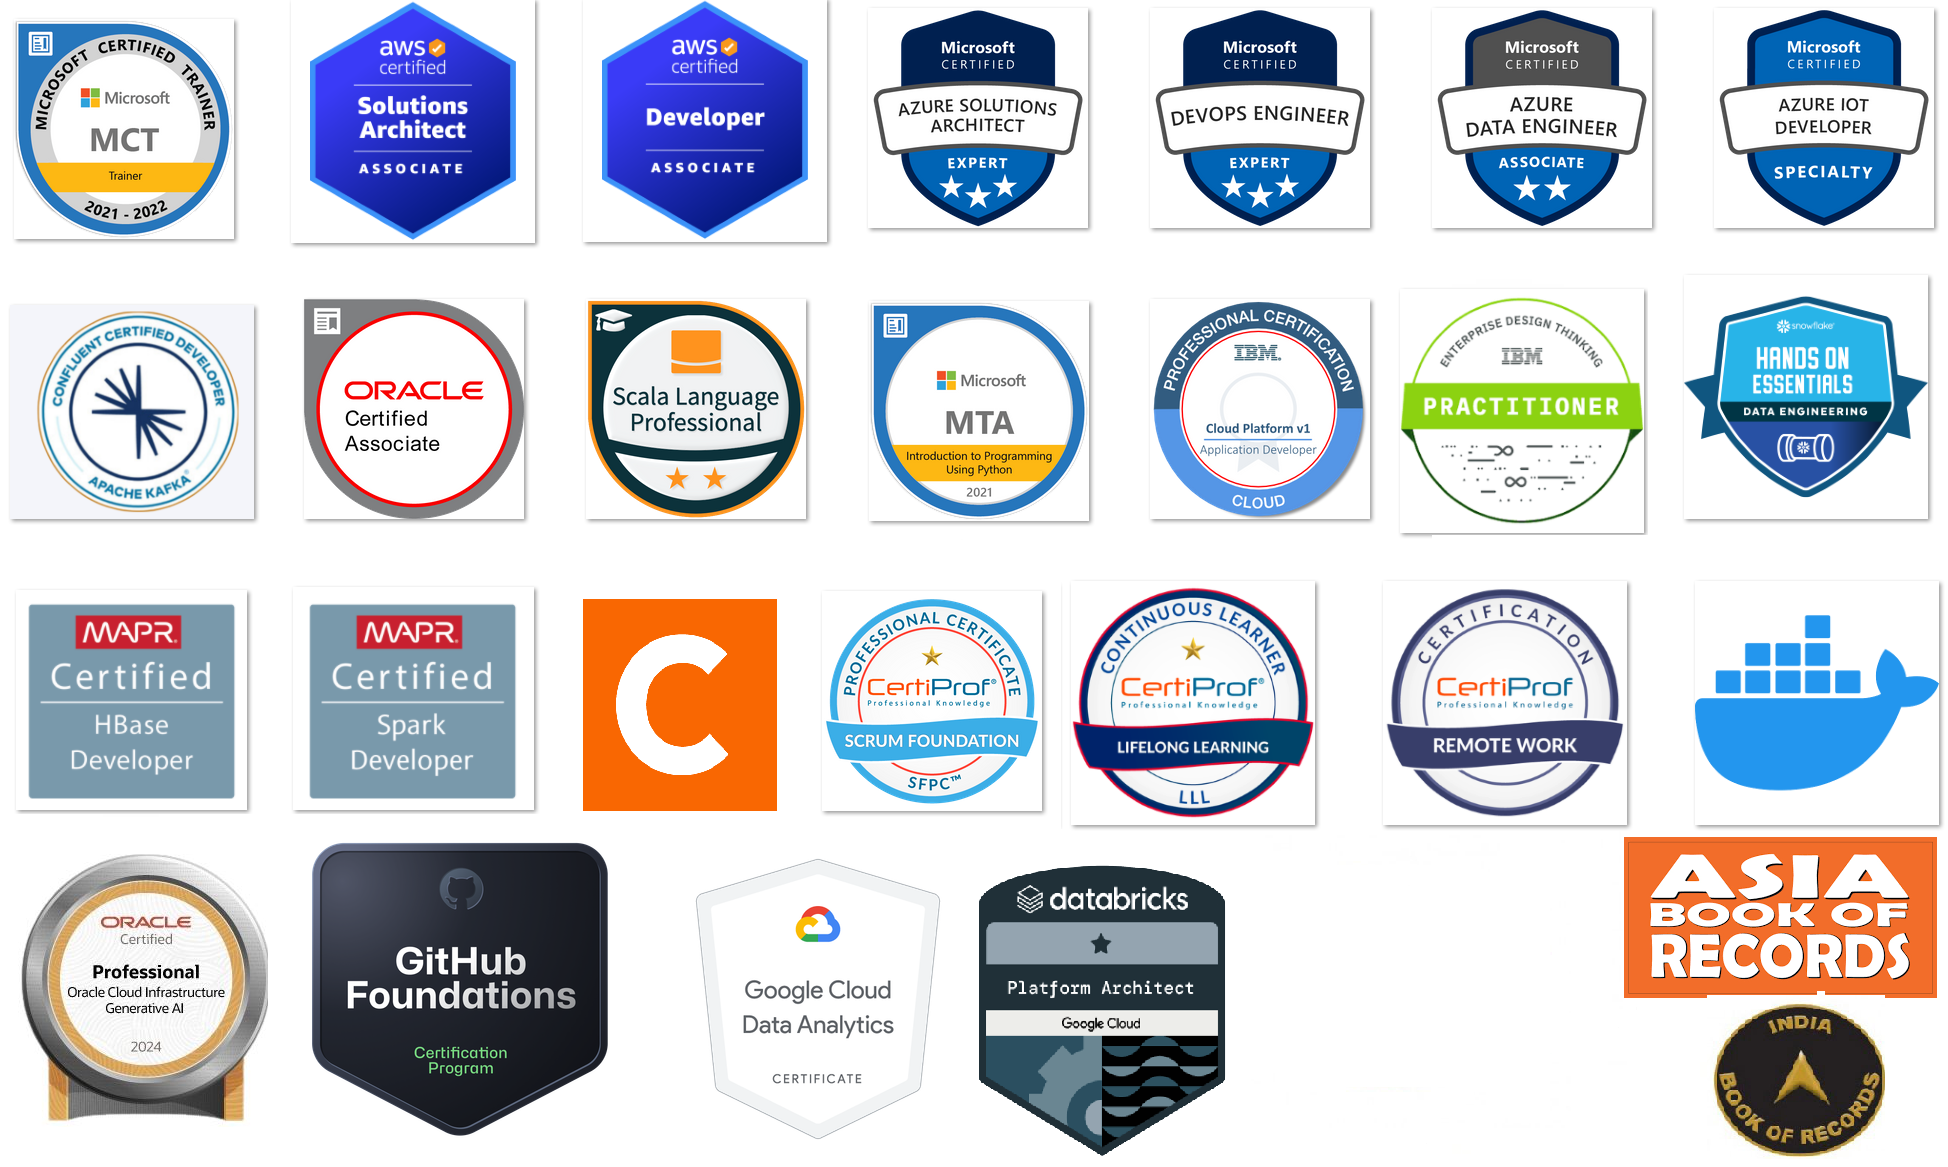 MICROSOFT CERTIFIED TRAINER
Microsoft
MCT
Trainer
2021 - 2022
aws
certified
Solutions
Architect
ASSOCIATE
aws
certified
Developer
ASSOCIATE
Microsoft
CERTIFIED
AZURE SOLUTIONS
ARCHITECT
EXPERT
Microsoft
CERTIFIED
DEVOPS ENGINEER
EXPERT
Microsoft
CERTIFIED
AZURE
DATA ENGINEER
ASSOCIATE
Microsoft
CERTIFIED
AZURE IOT
DEVELOPER
SPECIALTY
CONFLUENT CERTIFIED DEVELOPER
APACHE KAFKA®
ORACLE
Certified
Associate
Scala Language
Professional
Microsoft
MTA
Introduction to Programming
Using Python
2021
PROFESSIONAL CERTIFICATION
IBM.
Cloud Platform v1
Application Developer
CLOUD
ENTERPRISE DESIGN THINKING
IBM
PRACTITIONER
snowflake®
HANDS ON
ESSENTIALS
DATA ENGINEERING
MAPR.
Certified
HBase
Developer
MAPR.
Certified
Spark
Developer
C
PROFESSIONAL CERTIFICATE
CertiProf®
Professional Knowledge
SCRUM FOUNDATION
SFPC™
CONTINUOUS LEARNER
CertiProf®
Professional Knowledge
LIFELONG LEARNING
LLL
CERTIFICATION
CertiProf
Professional Knowledge
REMOTE WORK
ORACLE
Certified
Professional
Oracle Cloud Infrastructure
Generative AI
2024
GitHub
Foundations
Certification
Program
Google Cloud
Data Analytics
CERTIFICATE
databricks
Platform Architect
Google Cloud
ASIA
BOOK OF
RECORDS
INDIA
BOOK OF RECORDS